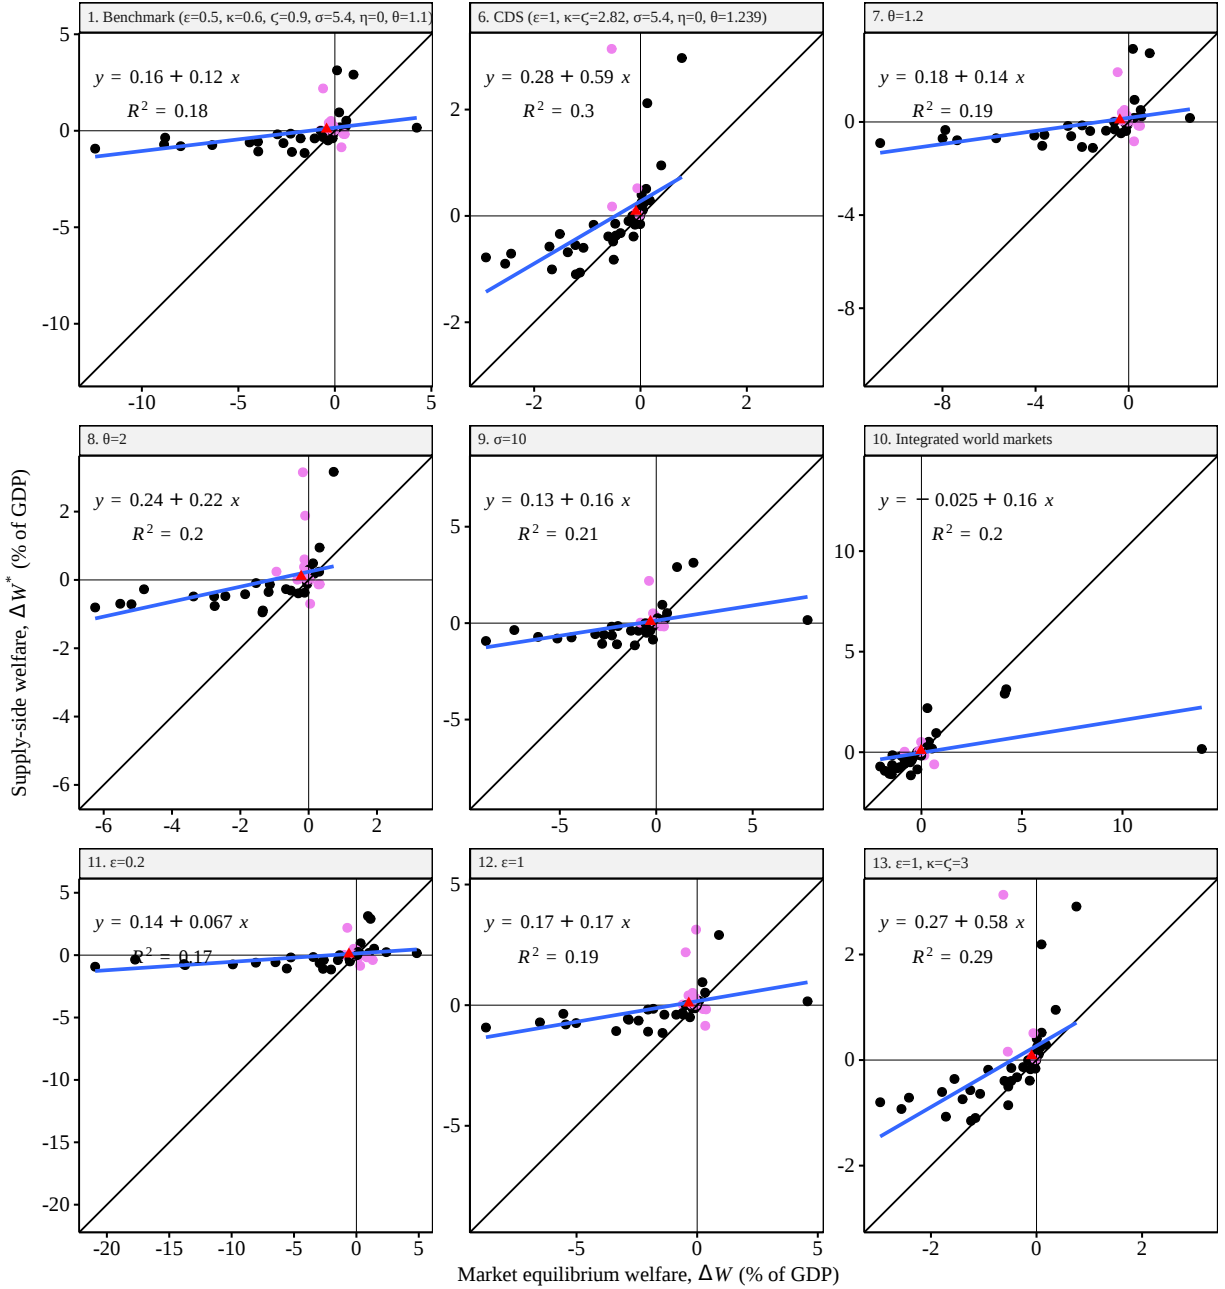 1. Benchmark (ε=0.5, κ=0.6, ζ=0.9, σ=5.4, η=0, θ=1.1)
y = 0.16 + 0.12 x
R² = 0.18
5
0
-5
-10
-10 -5 0 5
6. CDS (ε=1, κ=ζ=2.82, σ=5.4, η=0, θ=1.239)
y = 0.28 + 0.59 x
R² = 0.3
2
0
-2
-2 0 2
7. θ=1.2
y = 0.18 + 0.14 x
R² = 0.19
0
-4
-8
-8 -4 0
8. θ=2
y = 0.24 + 0.22 x
R² = 0.2
2
0
-2
-4
-6
-6 -4 -2 0 2
9. σ=10
y = 0.13 + 0.16 x
R² = 0.21
5
0
-5
-5 0 5
10. Integrated world markets
y = − 0.025 + 0.16 x
R² = 0.2
10
5
0
0 5 10
11. ε=0.2
y = 0.14 + 0.067 x
R² = 0.17
5
0
-5
-10
-15
-20
-20 -15 -10 -5 0 5
12. ε=1
y = 0.17 + 0.17 x
R² = 0.19
5
0
-5
-5 0 5
13. ε=1, κ=ζ=3
y = 0.27 + 0.58 x
R² = 0.29
2
0
-2
-2 0 2
Supply-side welfare, ΔW* (% of GDP)
Market equilibrium welfare, ΔW (% of GDP)